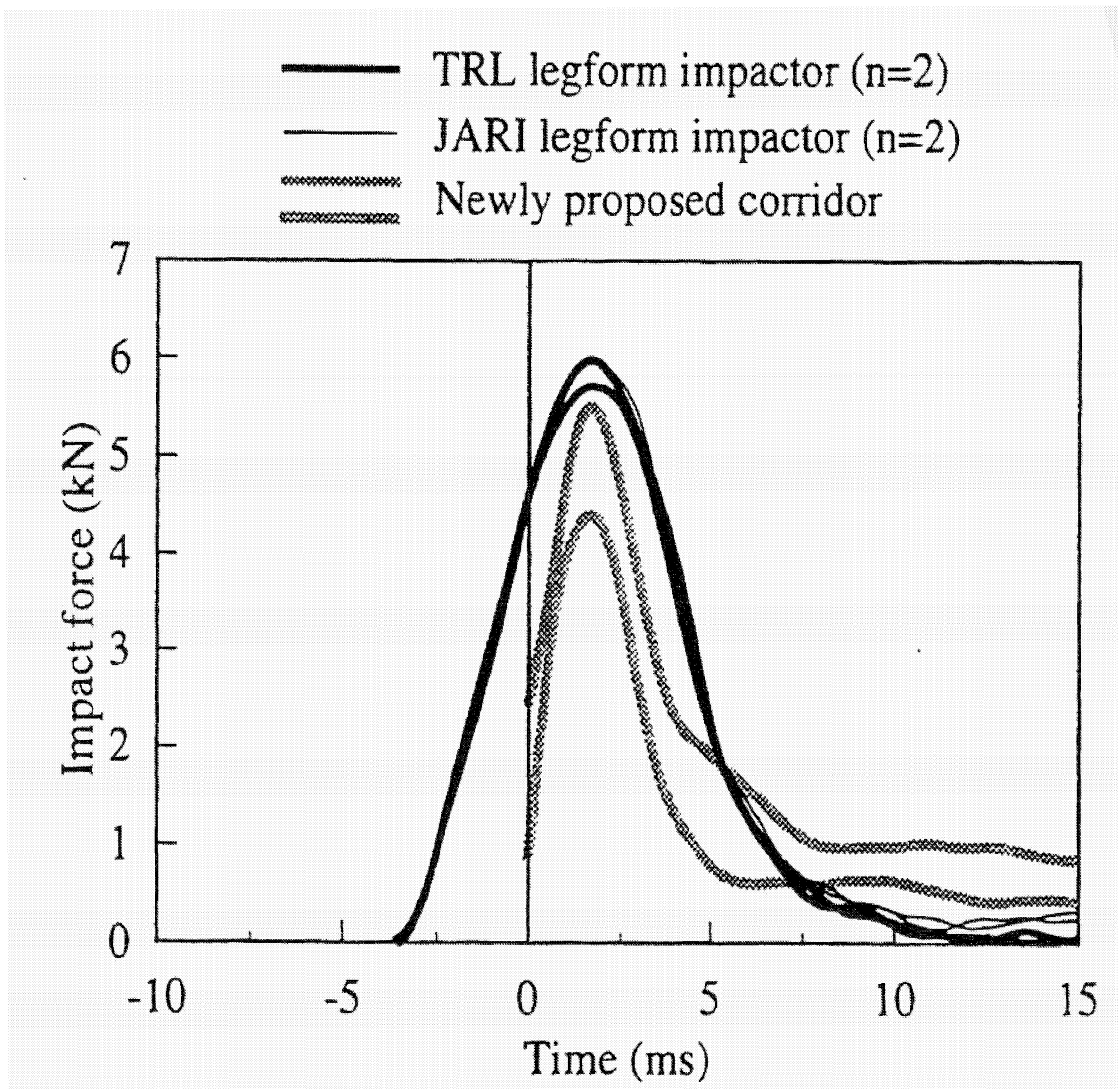 TRL legform impactor (n=2)
JARI legform impactor (n=2)
Newly proposed corridor
7
6
5
4
3
2
1
0
Impact force (kN)
-10
-5
0
5
10
15
Time (ms)